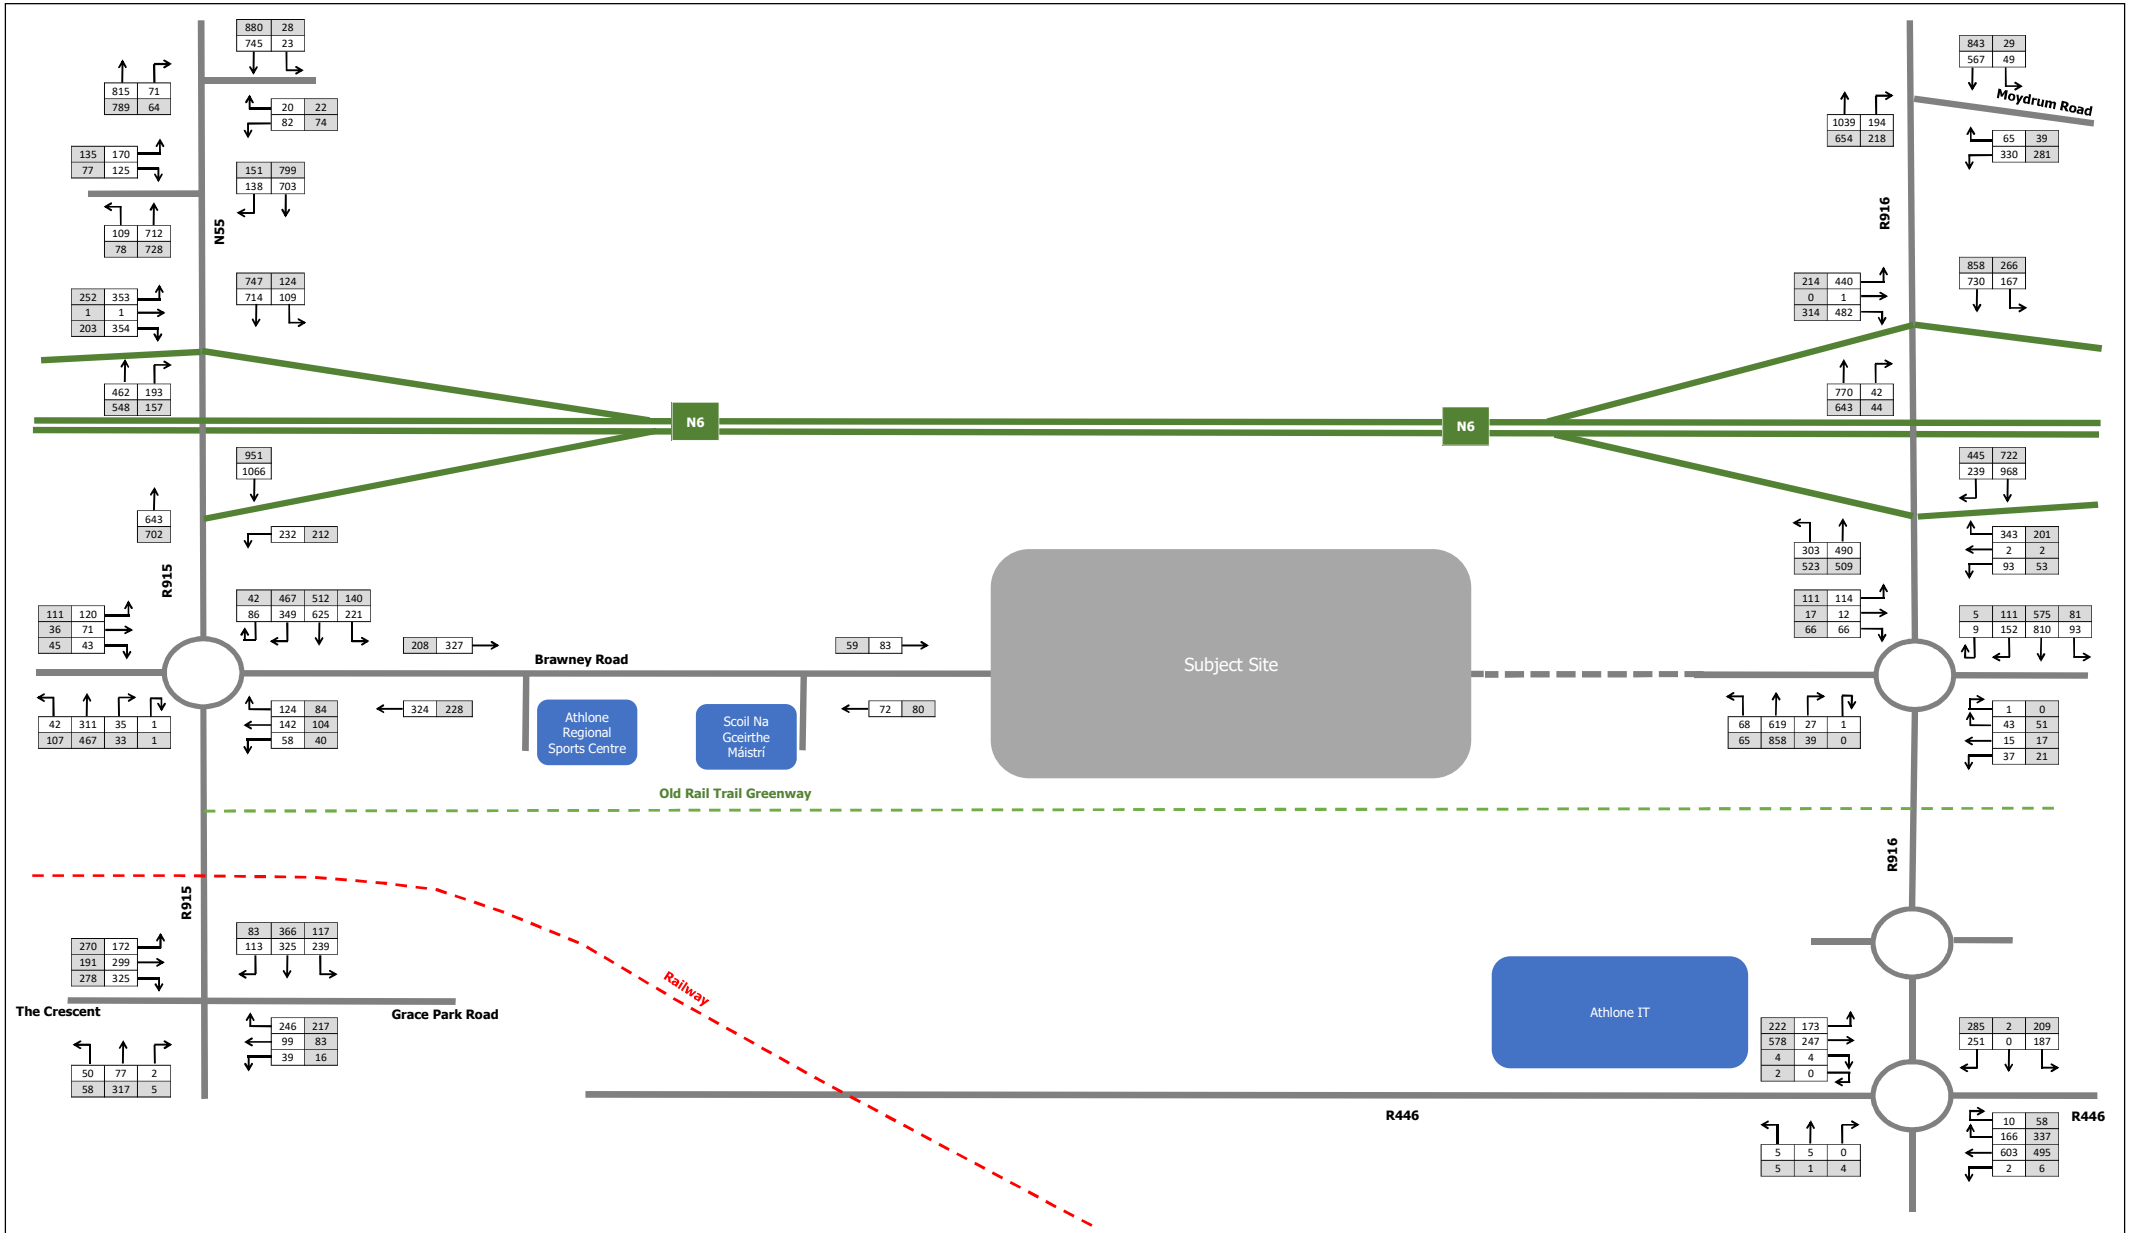 880 28
745 23
815 71
789 64
20 22
82 74
135 170
77 125
151 799
138 703
109 712
78 728
N55
747 124
714 109
252 353
1 1
203 354
462 193
548 157
N6
951
1066
643
702
232 212
R915
42 467 512 140
86 349 625 221
111 120
36 71
45 43
208 327
Brawney Road
59 83
42 311 35 1
107 467 33 1
124 84
142 104
58 40
324 228
Athlone
Regional
Sports Centre
Scoil Na
Gceirthe
Máistrí
72 80
Subject Site
Old Rail Trail Greenway
R915
83 366 117
113 325 239
270 172
191 299
278 325
The Crescent
Grace Park Road
246 217
99 83
39 16
50 77 2
58 317 5
Railway
843 29
567 49
Moydrum Road
1039 194
654 218
65 39
330 281
R916
858 266
730 167
214 440
0 1
314 482
770 42
643 44
N6
445 722
239 968
303 490
523 509
343 201
2 2
93 53
111 114
17 12
66 66
5 111 575 81
9 152 810 93
68 619 27 1
65 858 39 0
1 0
43 51
15 17
37 21
R916
Athlone IT
222 173
578 247
4 4
2 0
285 2 209
251 0 187
R446
R446
10 58
166 337
603 495
2 6
5 5 0
5 1 4